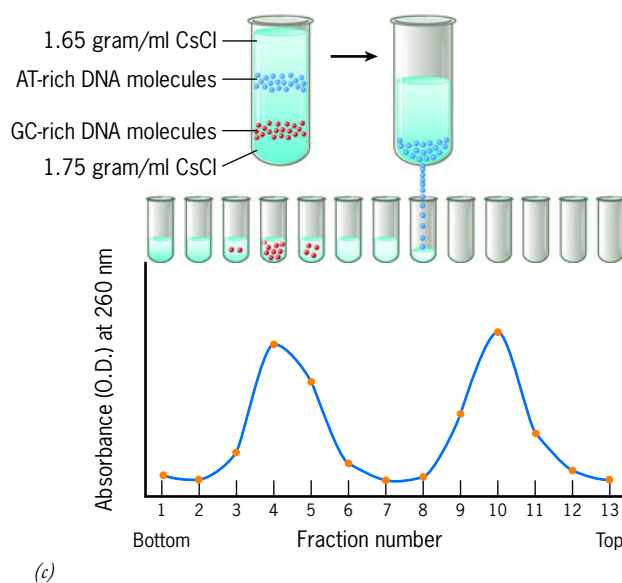 1.65 gram/ml CsCl
AT-rich DNA molecules
GC-rich DNA molecules
1.75 gram/ml CsCl
Absorbance (O.D.) at 260 nm
1 2 3 4 5 6 7 8 9 10 11 12 13
Bottom Fraction number Top
(c)